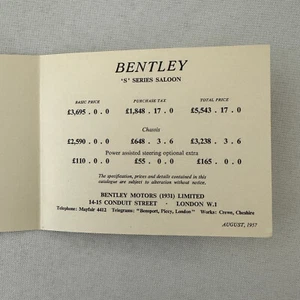 BENTLEY
'S' SERIES SALOON
BASIC PRICE PURCHASE TAX TOTAL PRICE
£3,695 . 0 . 0 £1,848 . 17 . 0 £5,543 . 17 . 0
Chassis
£2,590 . 0 . 0 £648 . 3 . 6 £3,238 . 3 . 6
Power assisted steering optional extra
£110 . 0 . 0 £55 . 0 . 0 £165 . 0 . 0
The specification, prices and details contained in this
catalogue are subject to alteration without notice.
BENTLEY MOTORS (1931) LIMITED
14-15 CONDUIT STREET · LONDON W.1
Telephone: Mayfair 4412 Telegrams: "Bensport, Piccy, London" Works: Crewe, Cheshire
AUGUST, 1957